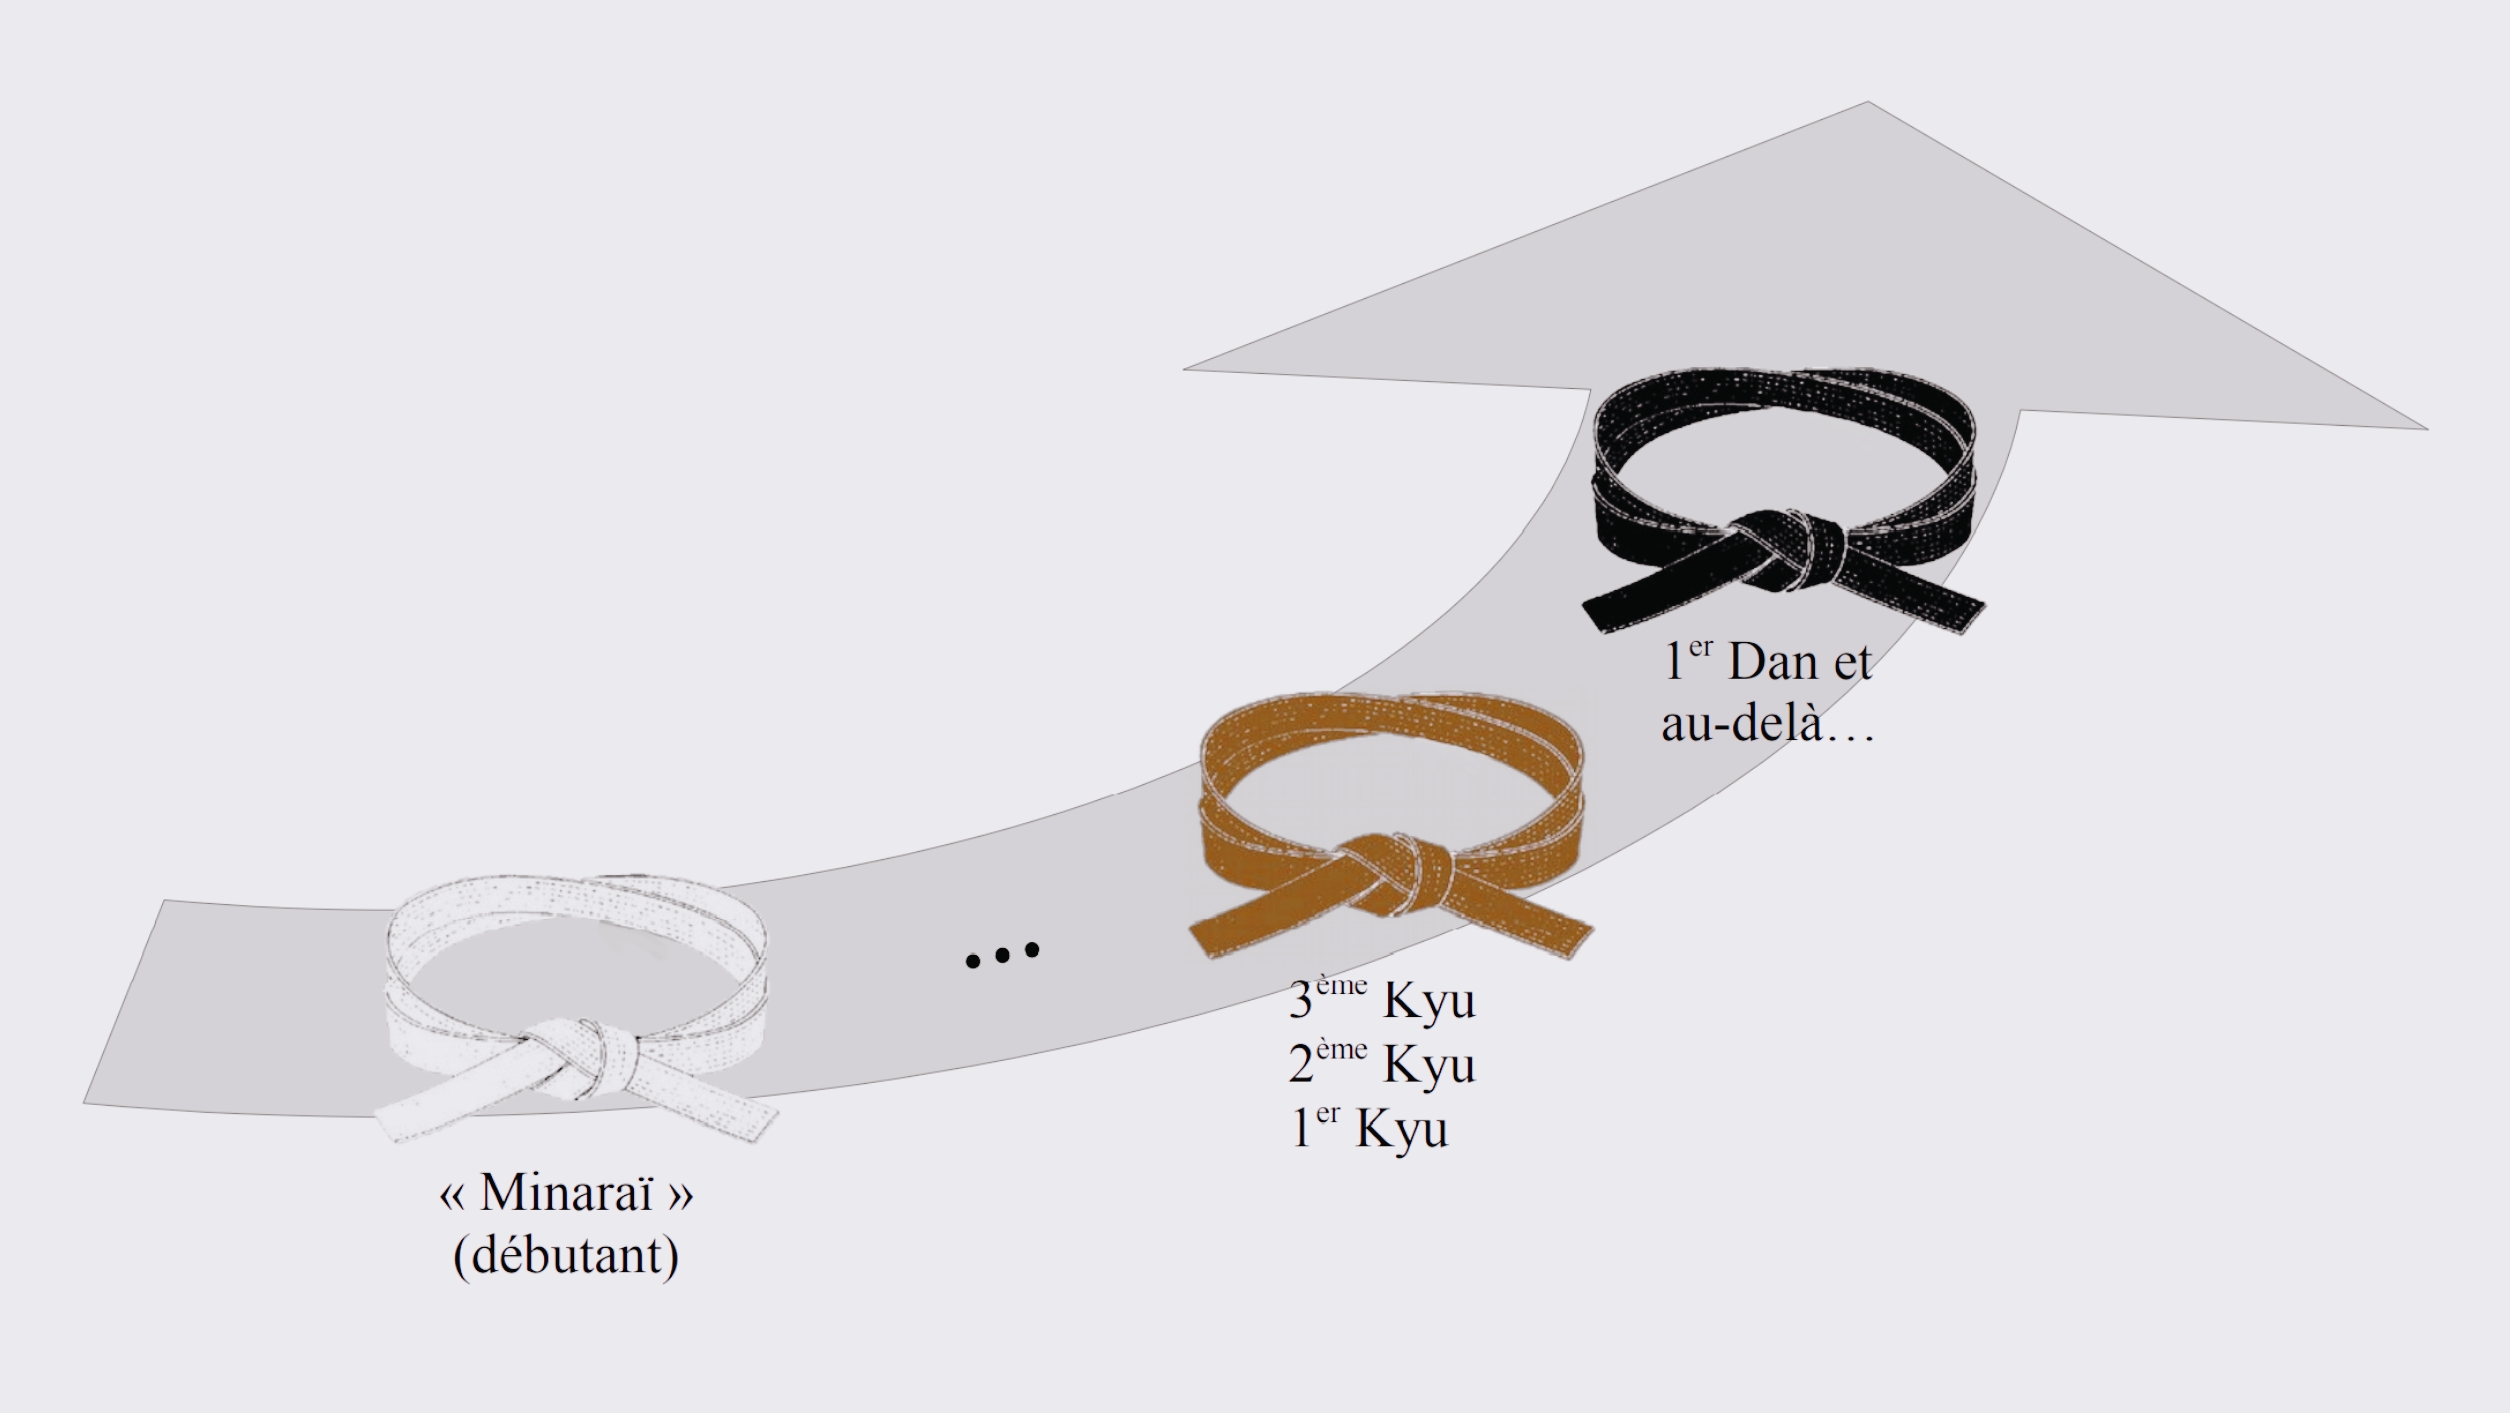 « Minaraï »
(débutant)
...
3ème Kyu
2ème Kyu
1er Kyu
1er Dan et
au-delà…